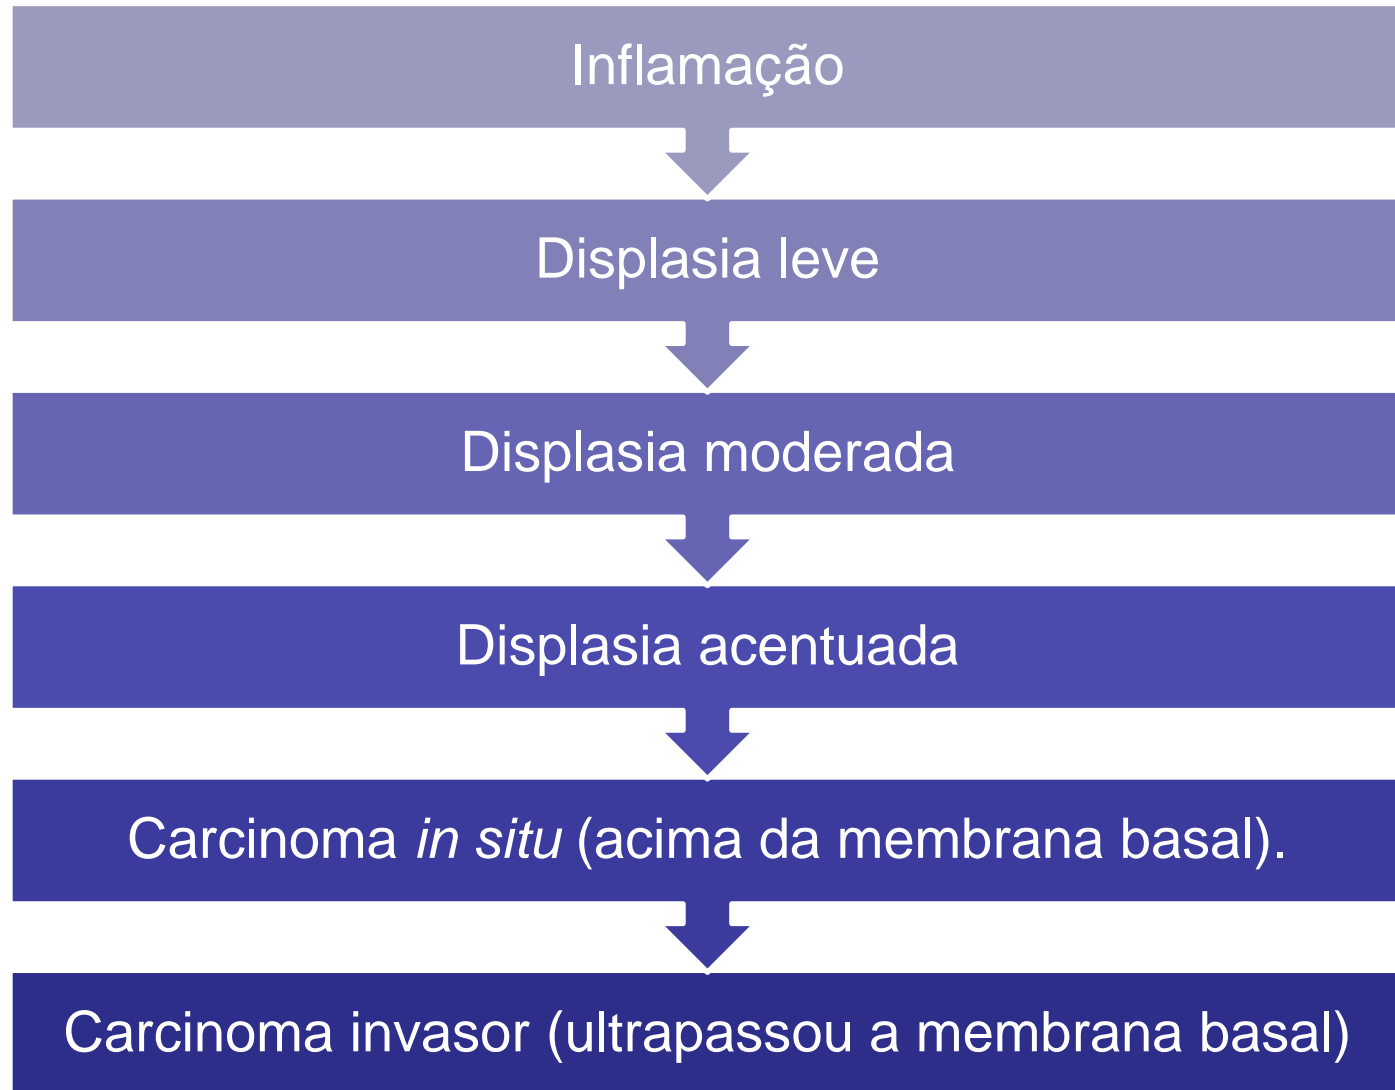 Inflamação
Displasia leve
Displasia moderada
Displasia acentuada
Carcinoma in situ (acima da membrana basal).
Carcinoma invasor (ultrapassou a membrana basal)